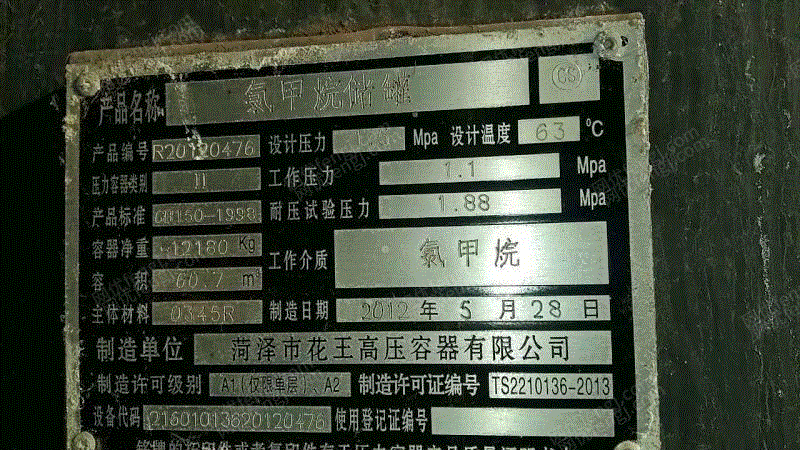 产品名称 氯甲烷储罐 CS
产品编号 R20120476 设计压力 Mpa 设计温度 63 ℃
压力容器类别 II 工作压力 1.1 Mpa
产品标准 GB150-1998 耐压试验压力 1.88 Mpa
容器净重 12180 Kg 工作介质 氯甲烷
容 积 60.7 m³
主体材料 Q345R 制造日期 2012 年 5 月 28 日
制造单位 菏泽市花王高压容器有限公司
制造许可级别 A1(仅限单层)、A2 制造许可证编号 TS2210136-2013
设备代码 21601013620120476 使用登记证编号